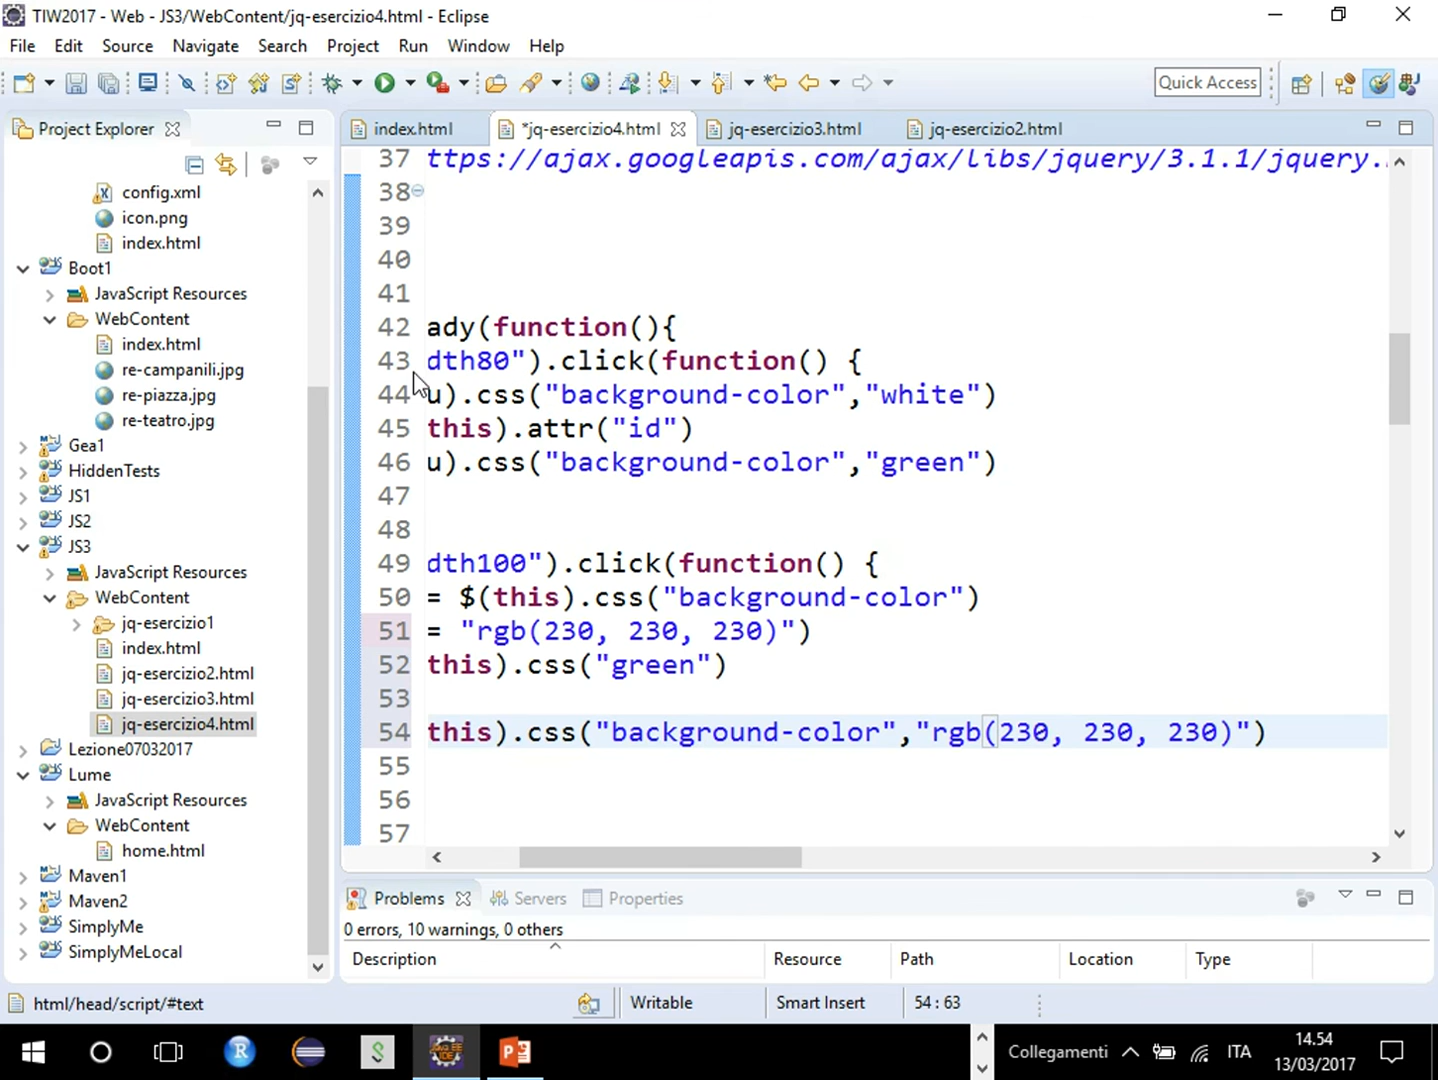 TIW2017 - Web - JS3/WebContent/jq-esercizio4.html - Eclipse
File Edit Source Navigate Search Project Run Window Help
Quick Access
Project Explorer
index.html
*jq-esercizio4.html
jq-esercizio3.html
jq-esercizio2.html
config.xml
icon.png
index.html
Boot1
JavaScript Resources
WebContent
index.html
re-campanili.jpg
re-piazza.jpg
re-teatro.jpg
Gea1
HiddenTests
JS1
JS2
JS3
JavaScript Resources
WebContent
jq-esercizio1
index.html
jq-esercizio2.html
jq-esercizio3.html
jq-esercizio4.html
Lezione07032017
Lume
JavaScript Resources
WebContent
home.html
Maven1
Maven2
SimplyMe
SimplyMeLocal
37 ttps://ajax.googleapis.com/ajax/libs/jquery/3.1.1/jquery.
38
39
40
41
42 ady(function(){
43 dth80").click(function() {
44 u).css("background-color","white")
45 this).attr("id")
46 u).css("background-color","green")
47
48
49 dth100").click(function() {
50 = $(this).css("background-color")
51 = "rgb(230, 230, 230)")
52 this).css("green")
53
54 this).css("background-color","rgb(230, 230, 230)")
55
56
57
Problems Servers Properties
0 errors, 10 warnings, 0 others
Description Resource Path Location Type
html/head/script/#text Writable Smart Insert 54 : 63
Collegamenti ITA
14.54
13/03/2017